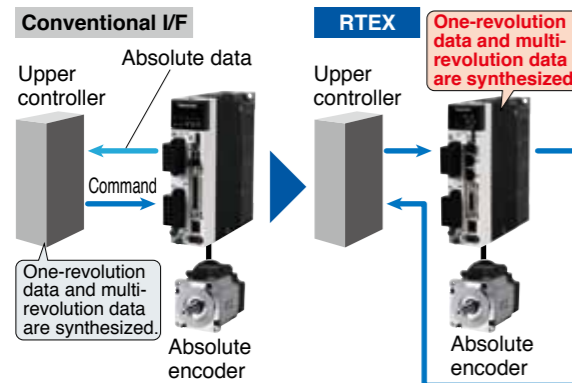 Conventional I/F
Absolute data
Upper
controller
Command
One-revolution
data and multi-
revolution data
are synthesized.
Absolute
encoder
RTEX
One-revolution
data and multi-
revolution data
are synthesized
Upper
controller
Absolute
encoder